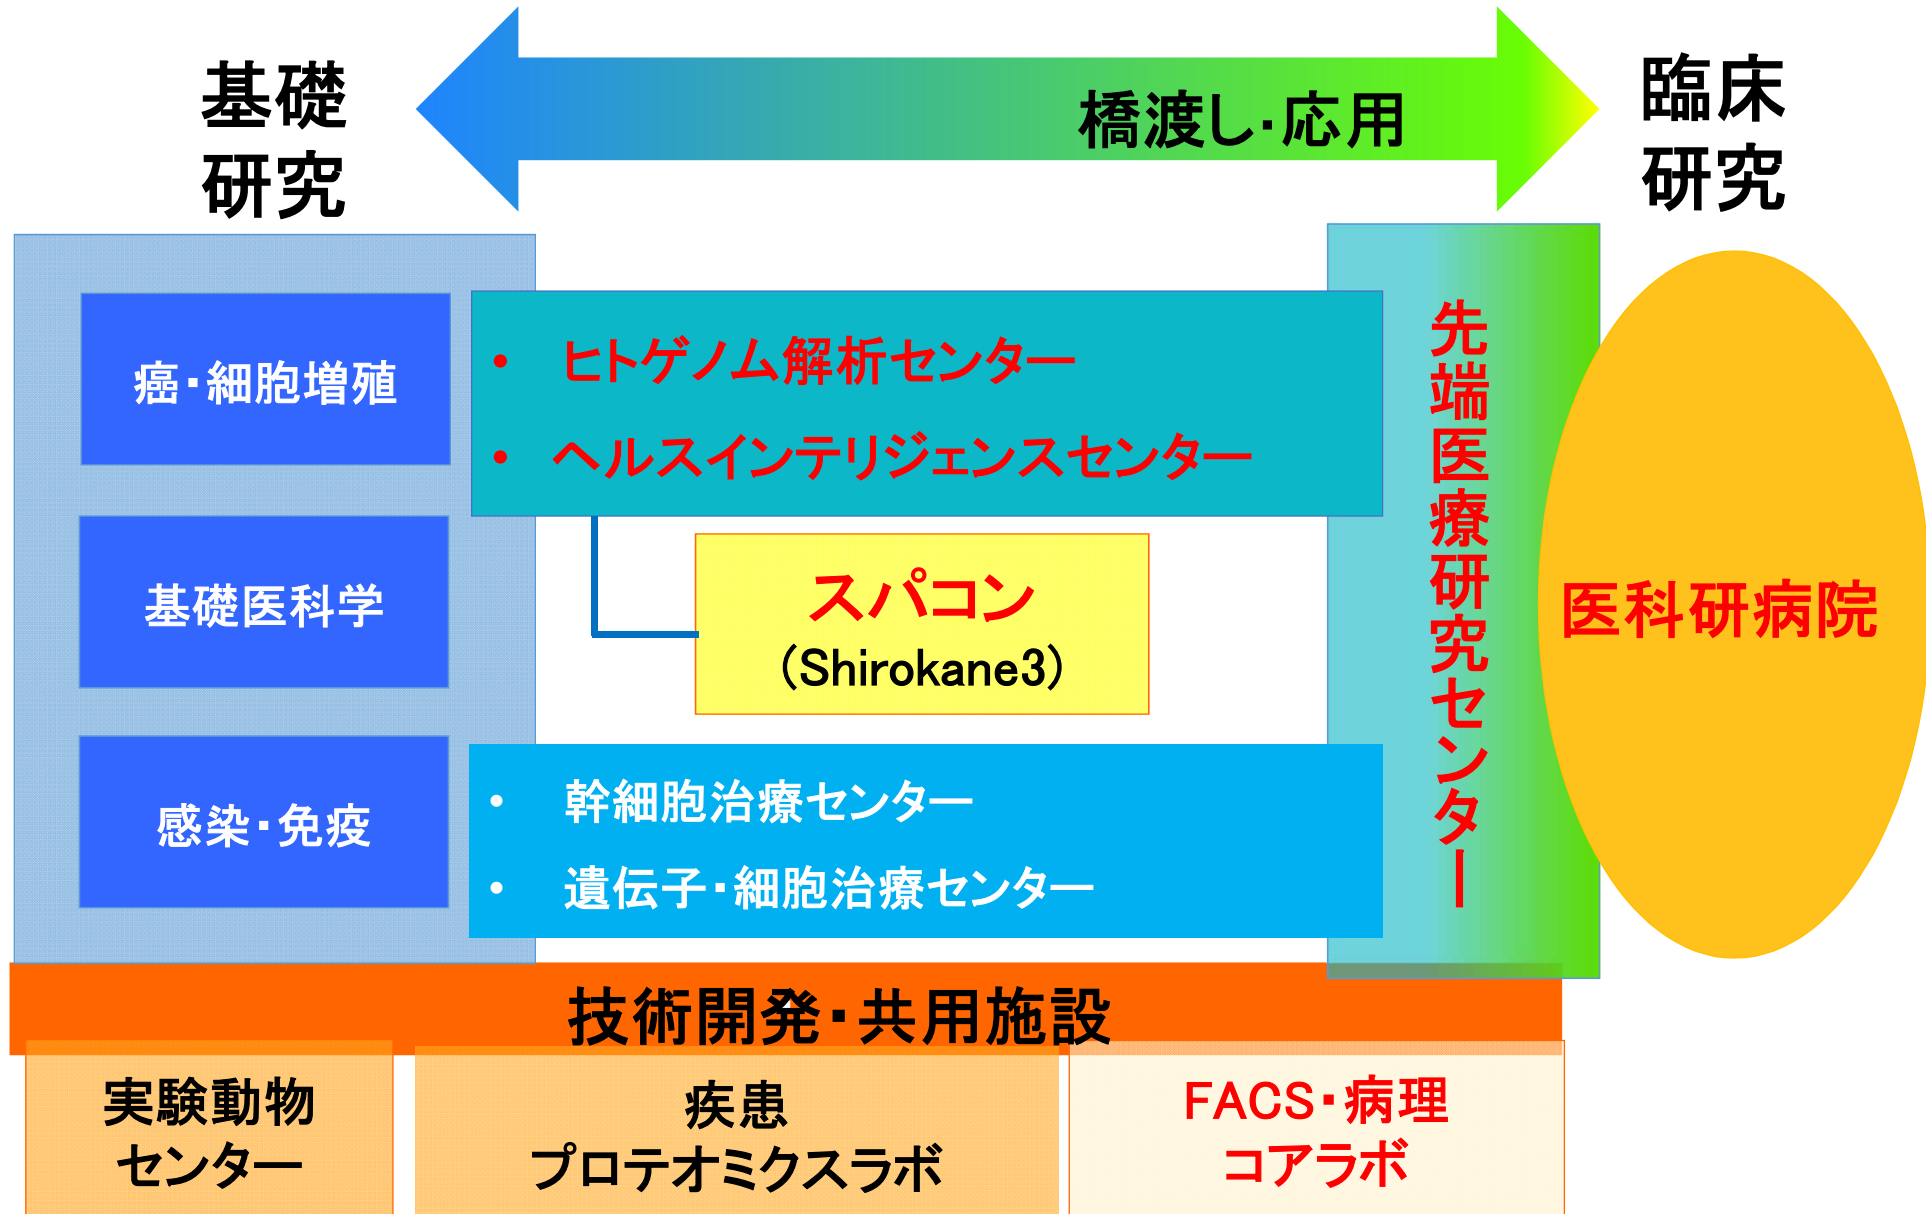 基礎
研究
橋渡し・応用
臨床
研究
癌・細胞増殖
基礎医科学
感染・免疫
• ヒトゲノム解析センター
• ヘルスインテリジェンスセンター
スパコン
(Shirokane3)
• 幹細胞治療センター
• 遺伝子・細胞治療センター
先端医療研究センター
医科研病院
技術開発・共用施設
実験動物
センター
疾患
プロテオミクスラボ
FACS・病理
コアラボ